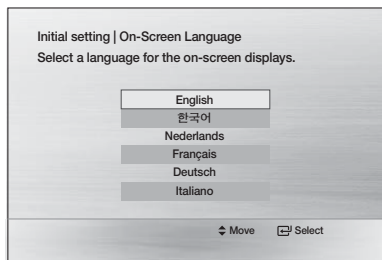 Initial setting | On-Screen Language
Select a language for the on-screen displays.
English
한국어
Nederlands
Français
Deutsch
Italiano
Move Select